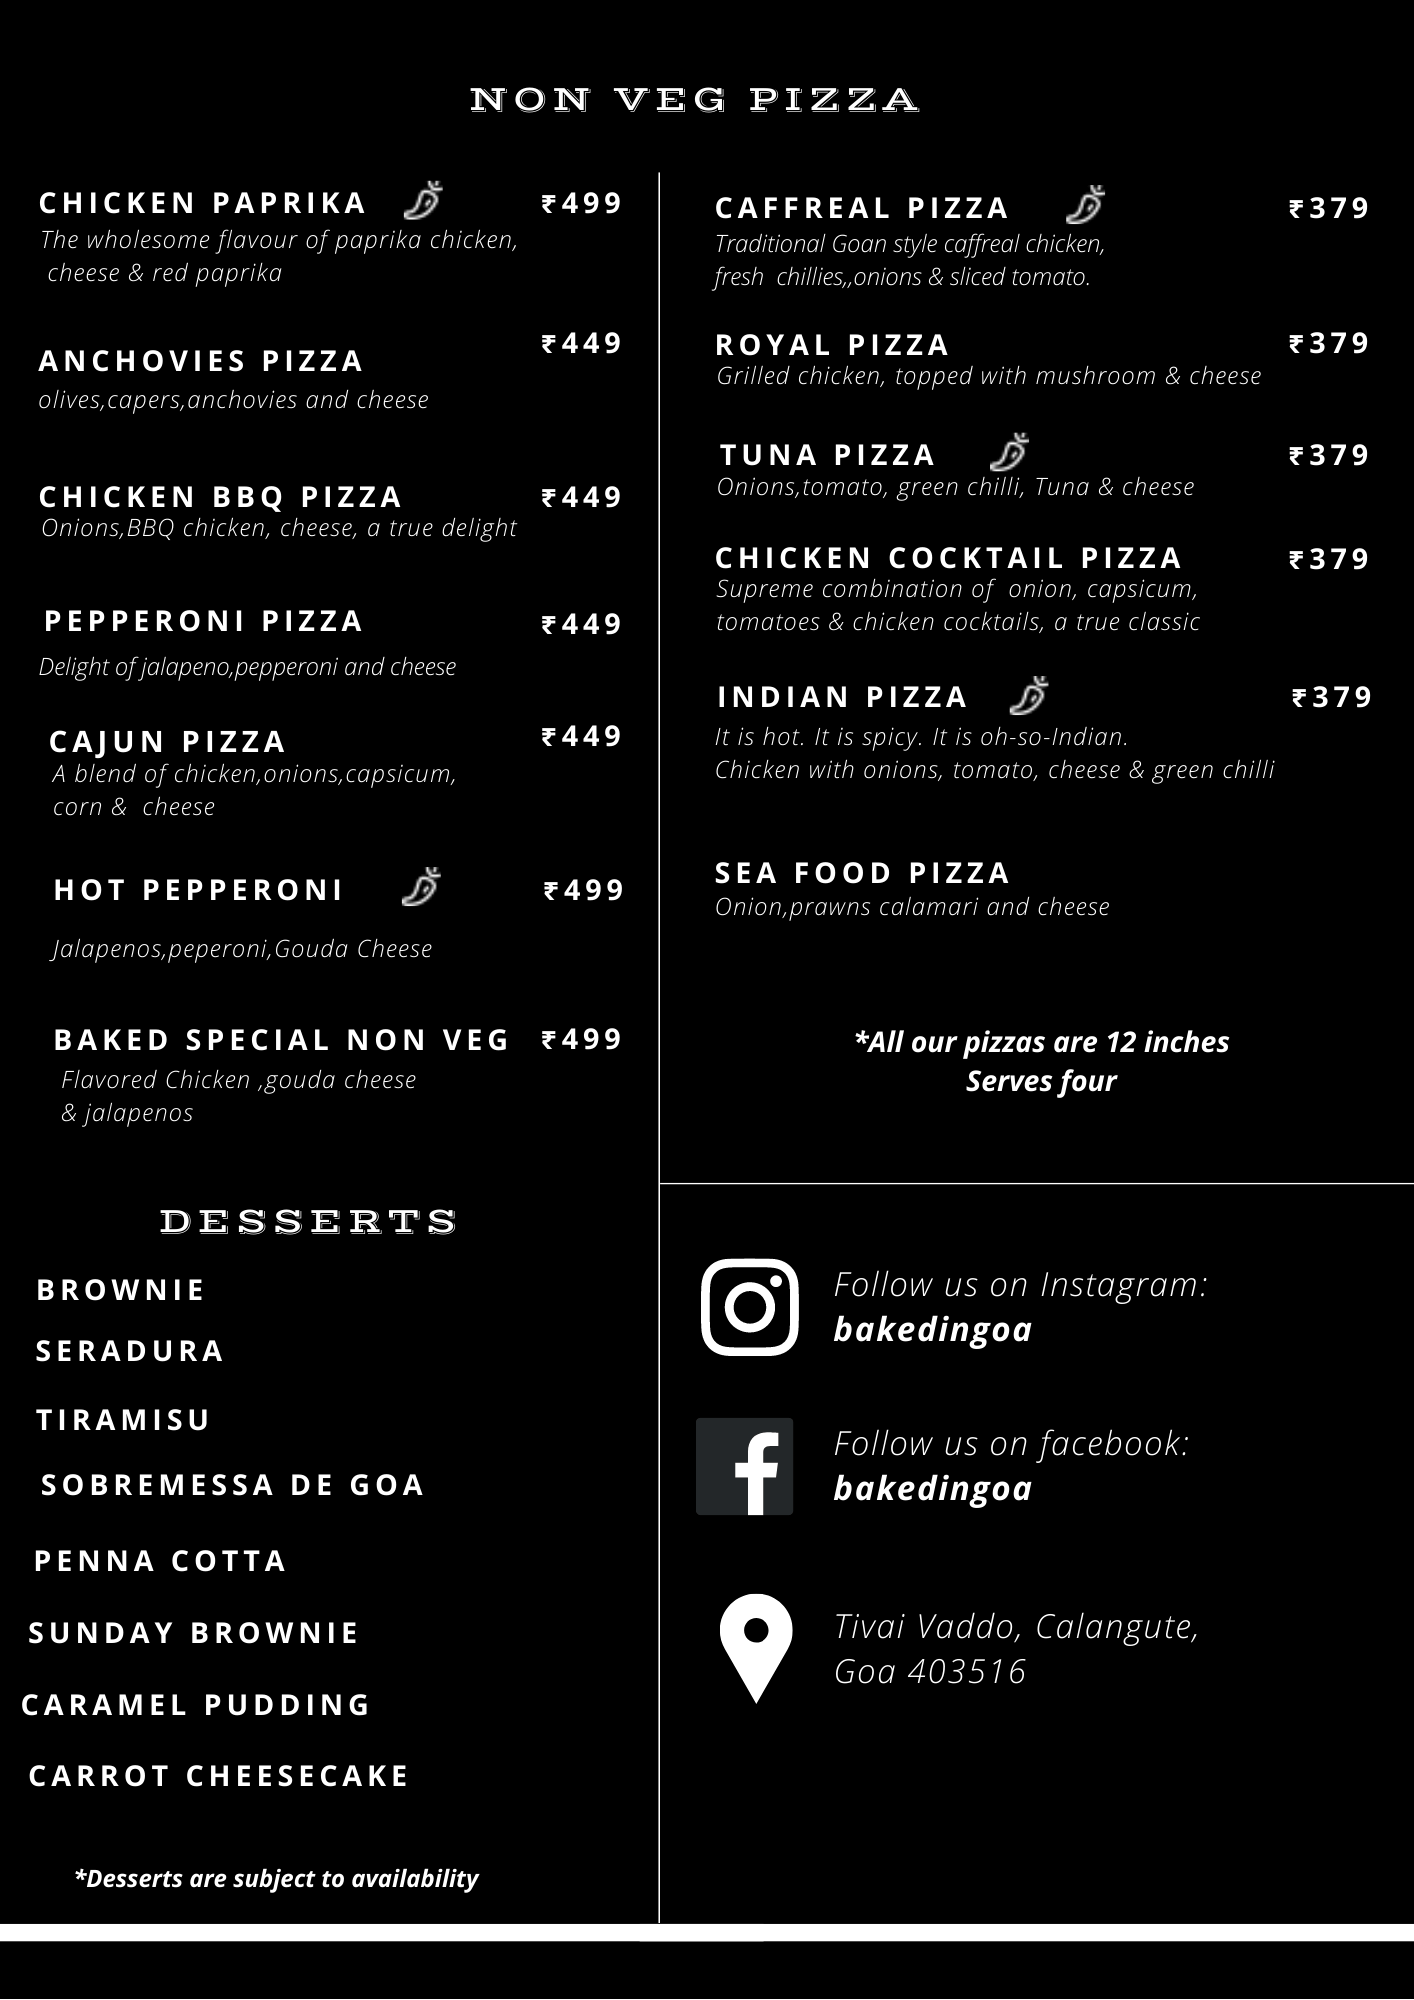 NON VEG PIZZA
CHICKEN PAPRIKA ₹499
The wholesome flavour of paprika chicken,
cheese & red paprika
ANCHOVIES PIZZA ₹449
olives,capers,anchovies and cheese
CHICKEN BBQ PIZZA ₹449
Onions,BBQ chicken, cheese, a true delight
PEPPERONI PIZZA ₹449
Delight of jalapeno,pepperoni and cheese
CAJUN PIZZA ₹449
A blend of chicken,onions,capsicum,
corn & cheese
HOT PEPPERONI ₹499
Jalapenos,peperoni,Gouda Cheese
BAKED SPECIAL NON VEG ₹499
Flavored Chicken ,gouda cheese
& jalapenos
CAFFREAL PIZZA ₹379
Traditional Goan style caffreal chicken,
fresh chillies,,onions & sliced tomato.
ROYAL PIZZA ₹379
Grilled chicken, topped with mushroom & cheese
TUNA PIZZA ₹379
Onions,tomato, green chilli, Tuna & cheese
CHICKEN COCKTAIL PIZZA ₹379
Supreme combination of onion, capsicum,
tomatoes & chicken cocktails, a true classic
INDIAN PIZZA ₹379
It is hot. It is spicy. It is oh-so-Indian.
Chicken with onions, tomato, cheese & green chilli
SEA FOOD PIZZA
Onion,prawns calamari and cheese
*All our pizzas are 12 inches
Serves four
DESSERTS
BROWNIE
SERADURA
TIRAMISU
SOBREMESSA DE GOA
PENNA COTTA
SUNDAY BROWNIE
CARAMEL PUDDING
CARROT CHEESECAKE
*Desserts are subject to availability
Follow us on Instagram:
bakedingoa
Follow us on facebook:
bakedingoa
Tivai Vaddo, Calangute,
Goa 403516